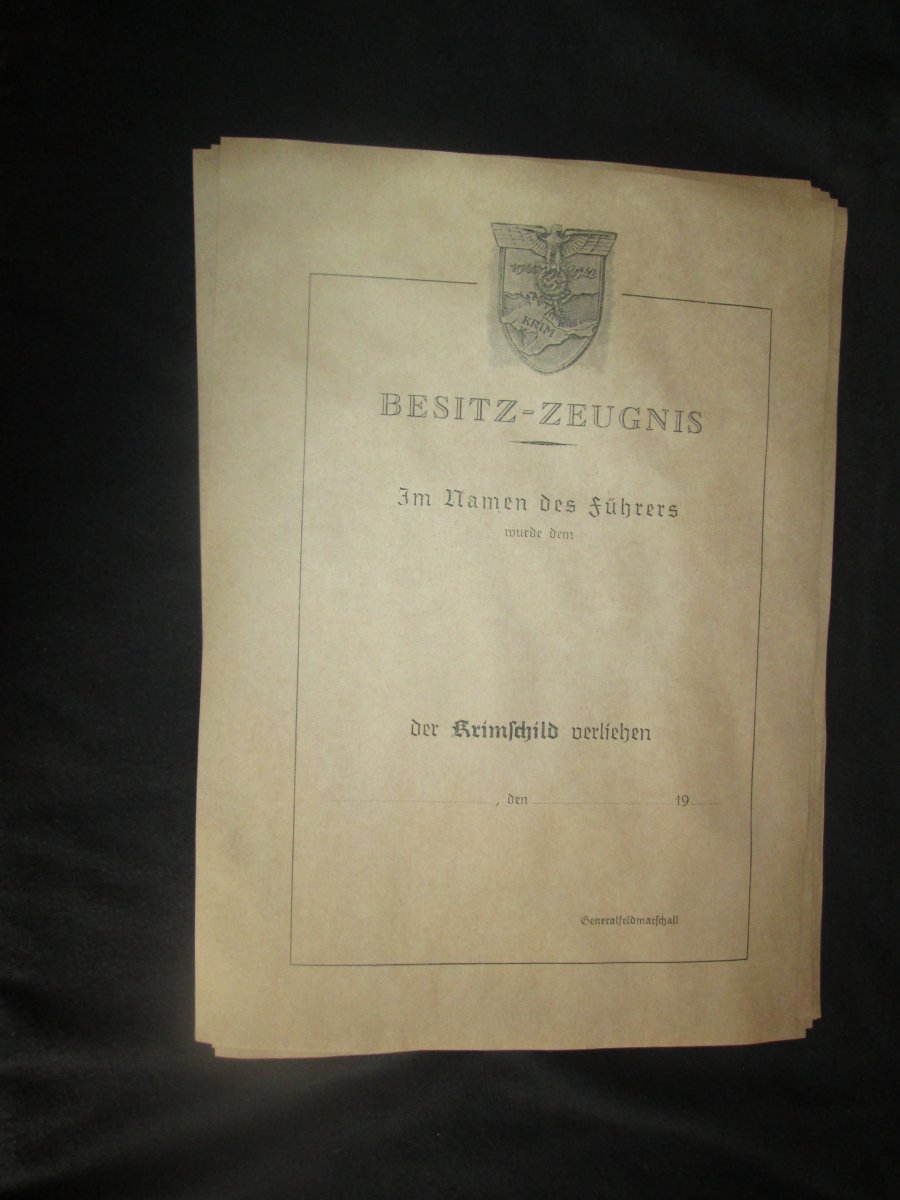 1941 1942
KRIM
BESITZ-ZEUGNIS
Im Namen des Führers
wurde dem
der Krimschild verliehen
, den 19
Generalfeldmarschall